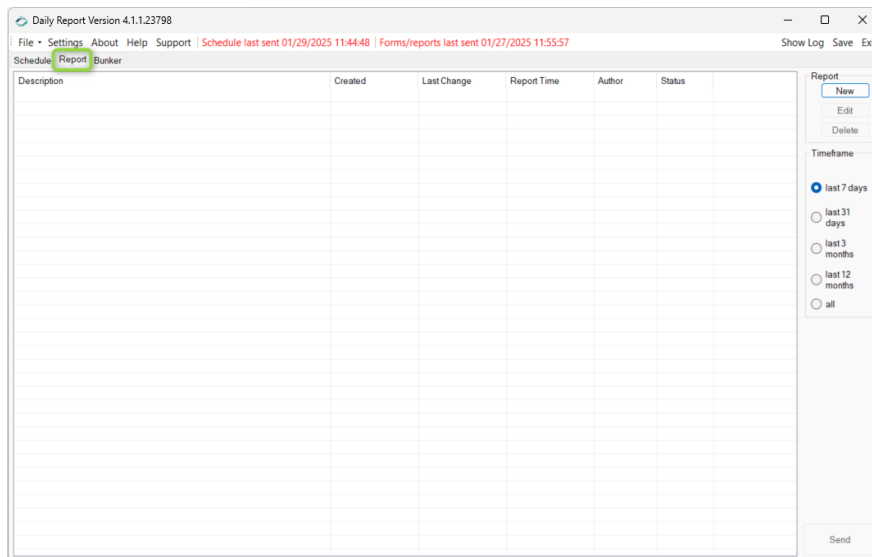 Daily Report Version 4.1.1.23798
File Settings About Help Support Schedule last sent 01/29/2025 11:44:48 Forms/reports last sent 01/27/2025 11:55:57 Show Log Save Ex
Schedule Report Bunker
Description Created Last Change Report Time Author Status
Report
New
Edit
Delete
Timeframe
last 7 days
last 31
days
last 3
months
last 12
months
all
Send